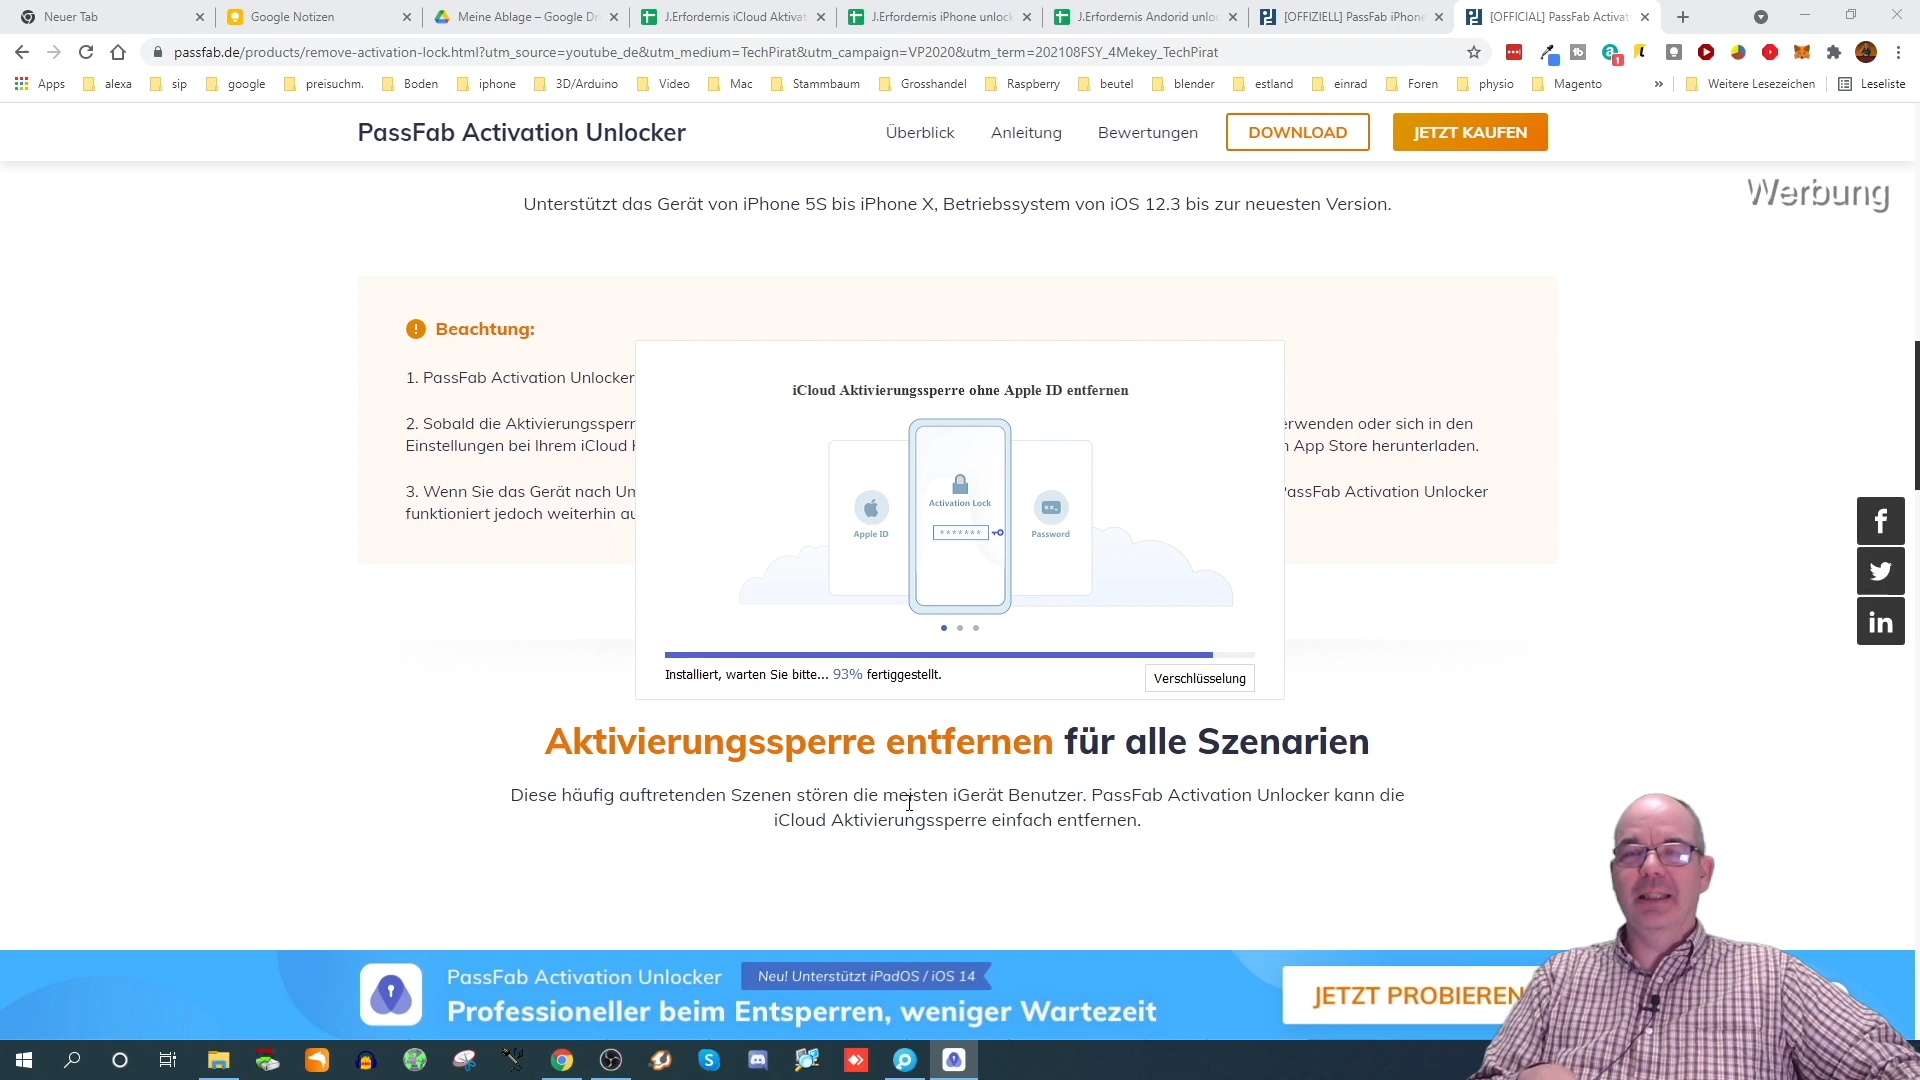 Neuer Tab
Google Notizen
Meine Ablage – Google Dr
J.Erfordernis iCloud Aktivat
J.Erfordernis iPhone unlock
J.Erfordernis Andorid unloc
[OFFIZIELL] PassFab iPhone
[OFFICIAL] PassFab Activat
passfab.de/products/remove-activation-lock.html?utm_source=youtube_de&utm_medium=TechPirat&utm_campaign=VP2020&utm_term=202108FSY_4Mekey_TechPirat
Apps
alexa
sip
google
preisuchm.
Boden
iphone
3D/Arduino
Video
Mac
Stammbaum
Grosshandel
Raspberry
beutel
blender
estland
einrad
Foren
physio
Magento
»
Weitere Lesezeichen
Leseliste
PassFab Activation Unlocker
Überblick
Anleitung
Bewertungen
DOWNLOAD
JETZT KAUFEN
Werbung
Unterstützt das Gerät von iPhone 5S bis iPhone X, Betriebssystem von iOS 12.3 bis zur neuesten Version.
Beachtung:
1. PassFab Activation Unlocker
2. Sobald die Aktivierungssperr
erwenden oder sich in den
Einstellungen bei Ihrem iCloud
App Store herunterladen.
3. Wenn Sie das Gerät nach Um
PassFab Activation Unlocker
funktioniert jedoch weiterhin au
iCloud Aktivierungssperre ohne Apple ID entfernen
Apple ID
Activation Lock
*******
Password
Installiert, warten Sie bitte... 93% fertiggestellt.
Verschlüsselung
Aktivierungssperre entfernen für alle Szenarien
Diese häufig auftretenden Szenen stören die meisten iGerät Benutzer. PassFab Activation Unlocker kann die
iCloud Aktivierungssperre einfach entfernen.
PassFab Activation Unlocker
Neu! Unterstützt iPadOS / iOS 14
Professioneller beim Entsperren, weniger Wartezeit
JETZT PROBIEREN